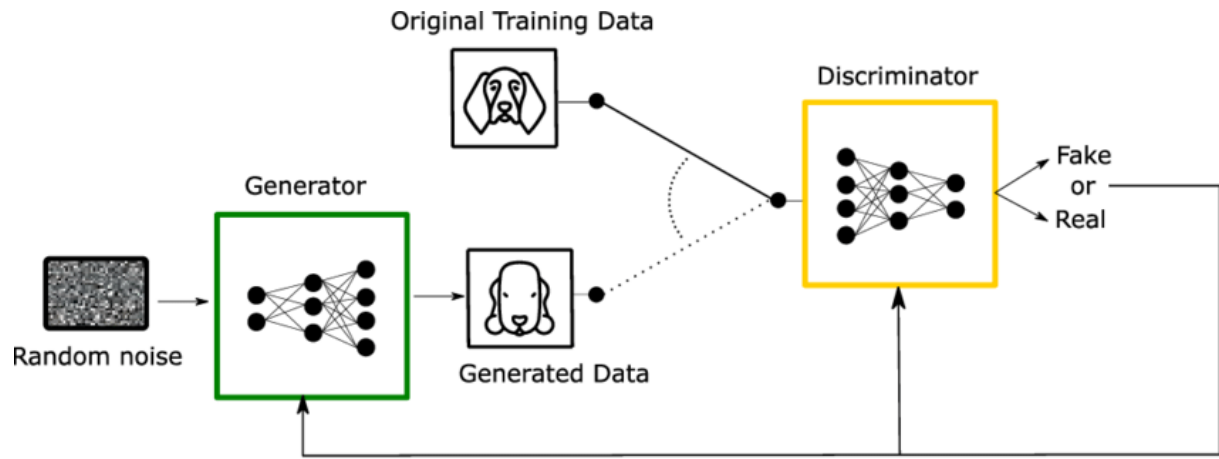 Original Training Data
Discriminator
Generator
Fake
or
Real
Random noise
Generated Data